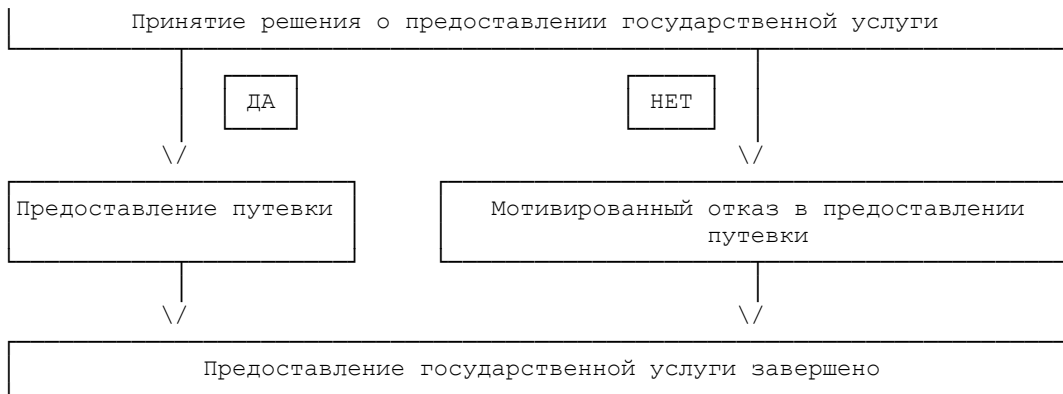 Принятие решения о предоставлении государственной услуги
ДА
НЕТ
Предоставление путевки
Мотивированный отказ в предоставлении
путевки
Предоставление государственной услуги завершено